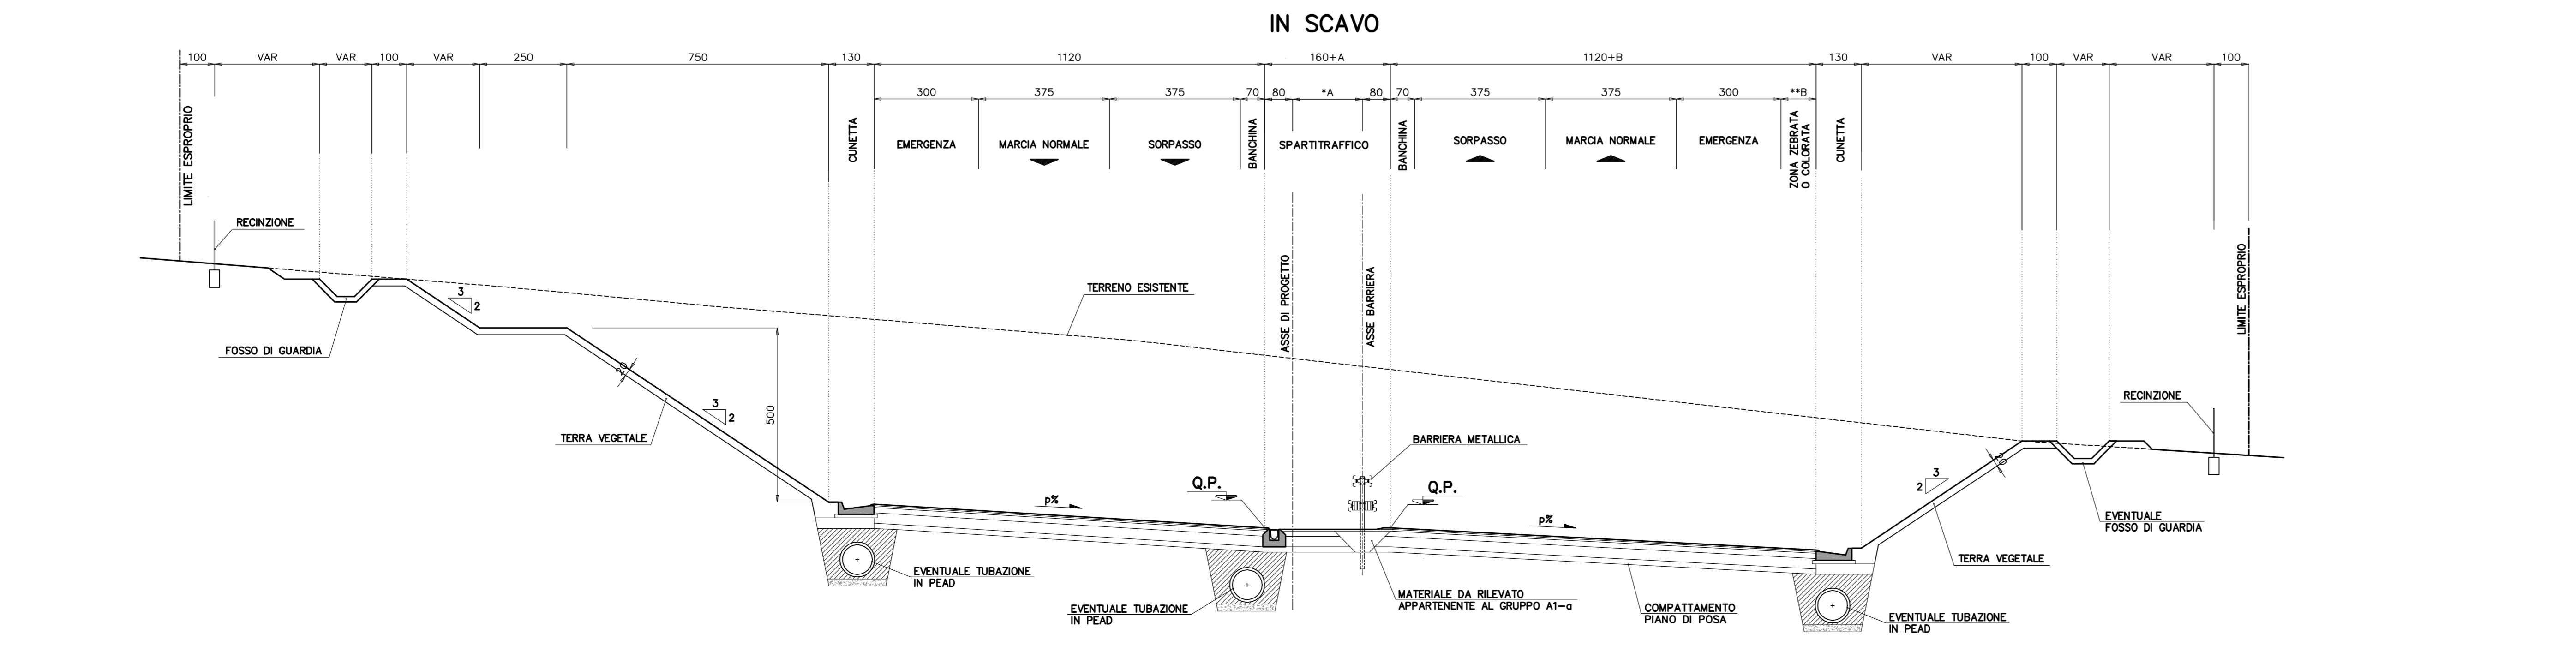 IN SCAVO
100 VAR VAR 100 VAR 250 750 130 1120 160+A 1120+B 130 VAR 100 VAR VAR 100
300 375 375 70 80 *A 80 70 375 375 300 **B
LIMITE ESPROPRIO
CUNETTA
EMERGENZA
MARCIA NORMALE
SORPASSO
BANCHINA
SPARTITRAFFICO
BANCHINA
SORPASSO
MARCIA NORMALE
EMERGENZA
ZONA ZEBRATA
O COLORATA
CUNETTA
RECINZIONE
LIMITE ESPROPRIO
ASSE DI PROGETTO
ASSE BARRIERA
TERRENO ESISTENTE
3
2
FOSSO DI GUARDIA
20
3
2
500
TERRA VEGETALE
RECINZIONE
BARRIERA METALLICA
Q.P.
Q.P.
p%
p%
3
2
20
EVENTUALE
FOSSO DI GUARDIA
TERRA VEGETALE
EVENTUALE TUBAZIONE
IN PEAD
EVENTUALE TUBAZIONE
IN PEAD
MATERIALE DA RILEVATO
APPARTENENTE AL GRUPPO A1-a
COMPATTAMENTO
PIANO DI POSA
EVENTUALE TUBAZIONE
IN PEAD